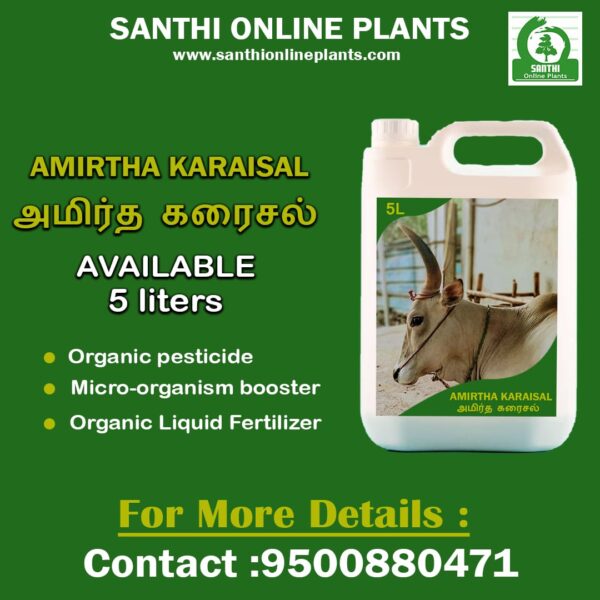 SANTHI ONLINE PLANTS
www.santhionlineplants.com
SANTHI
Online Plants
AMIRTHA KARAISAL
அமிர்த கரைசல்
AVAILABLE
5 liters
Organic pesticide
Micro-organism booster
Organic Liquid Fertilizer
5L
AMIRTHA KARAISAL
அமிர்த கரைசல்
For More Details :
Contact :9500880471